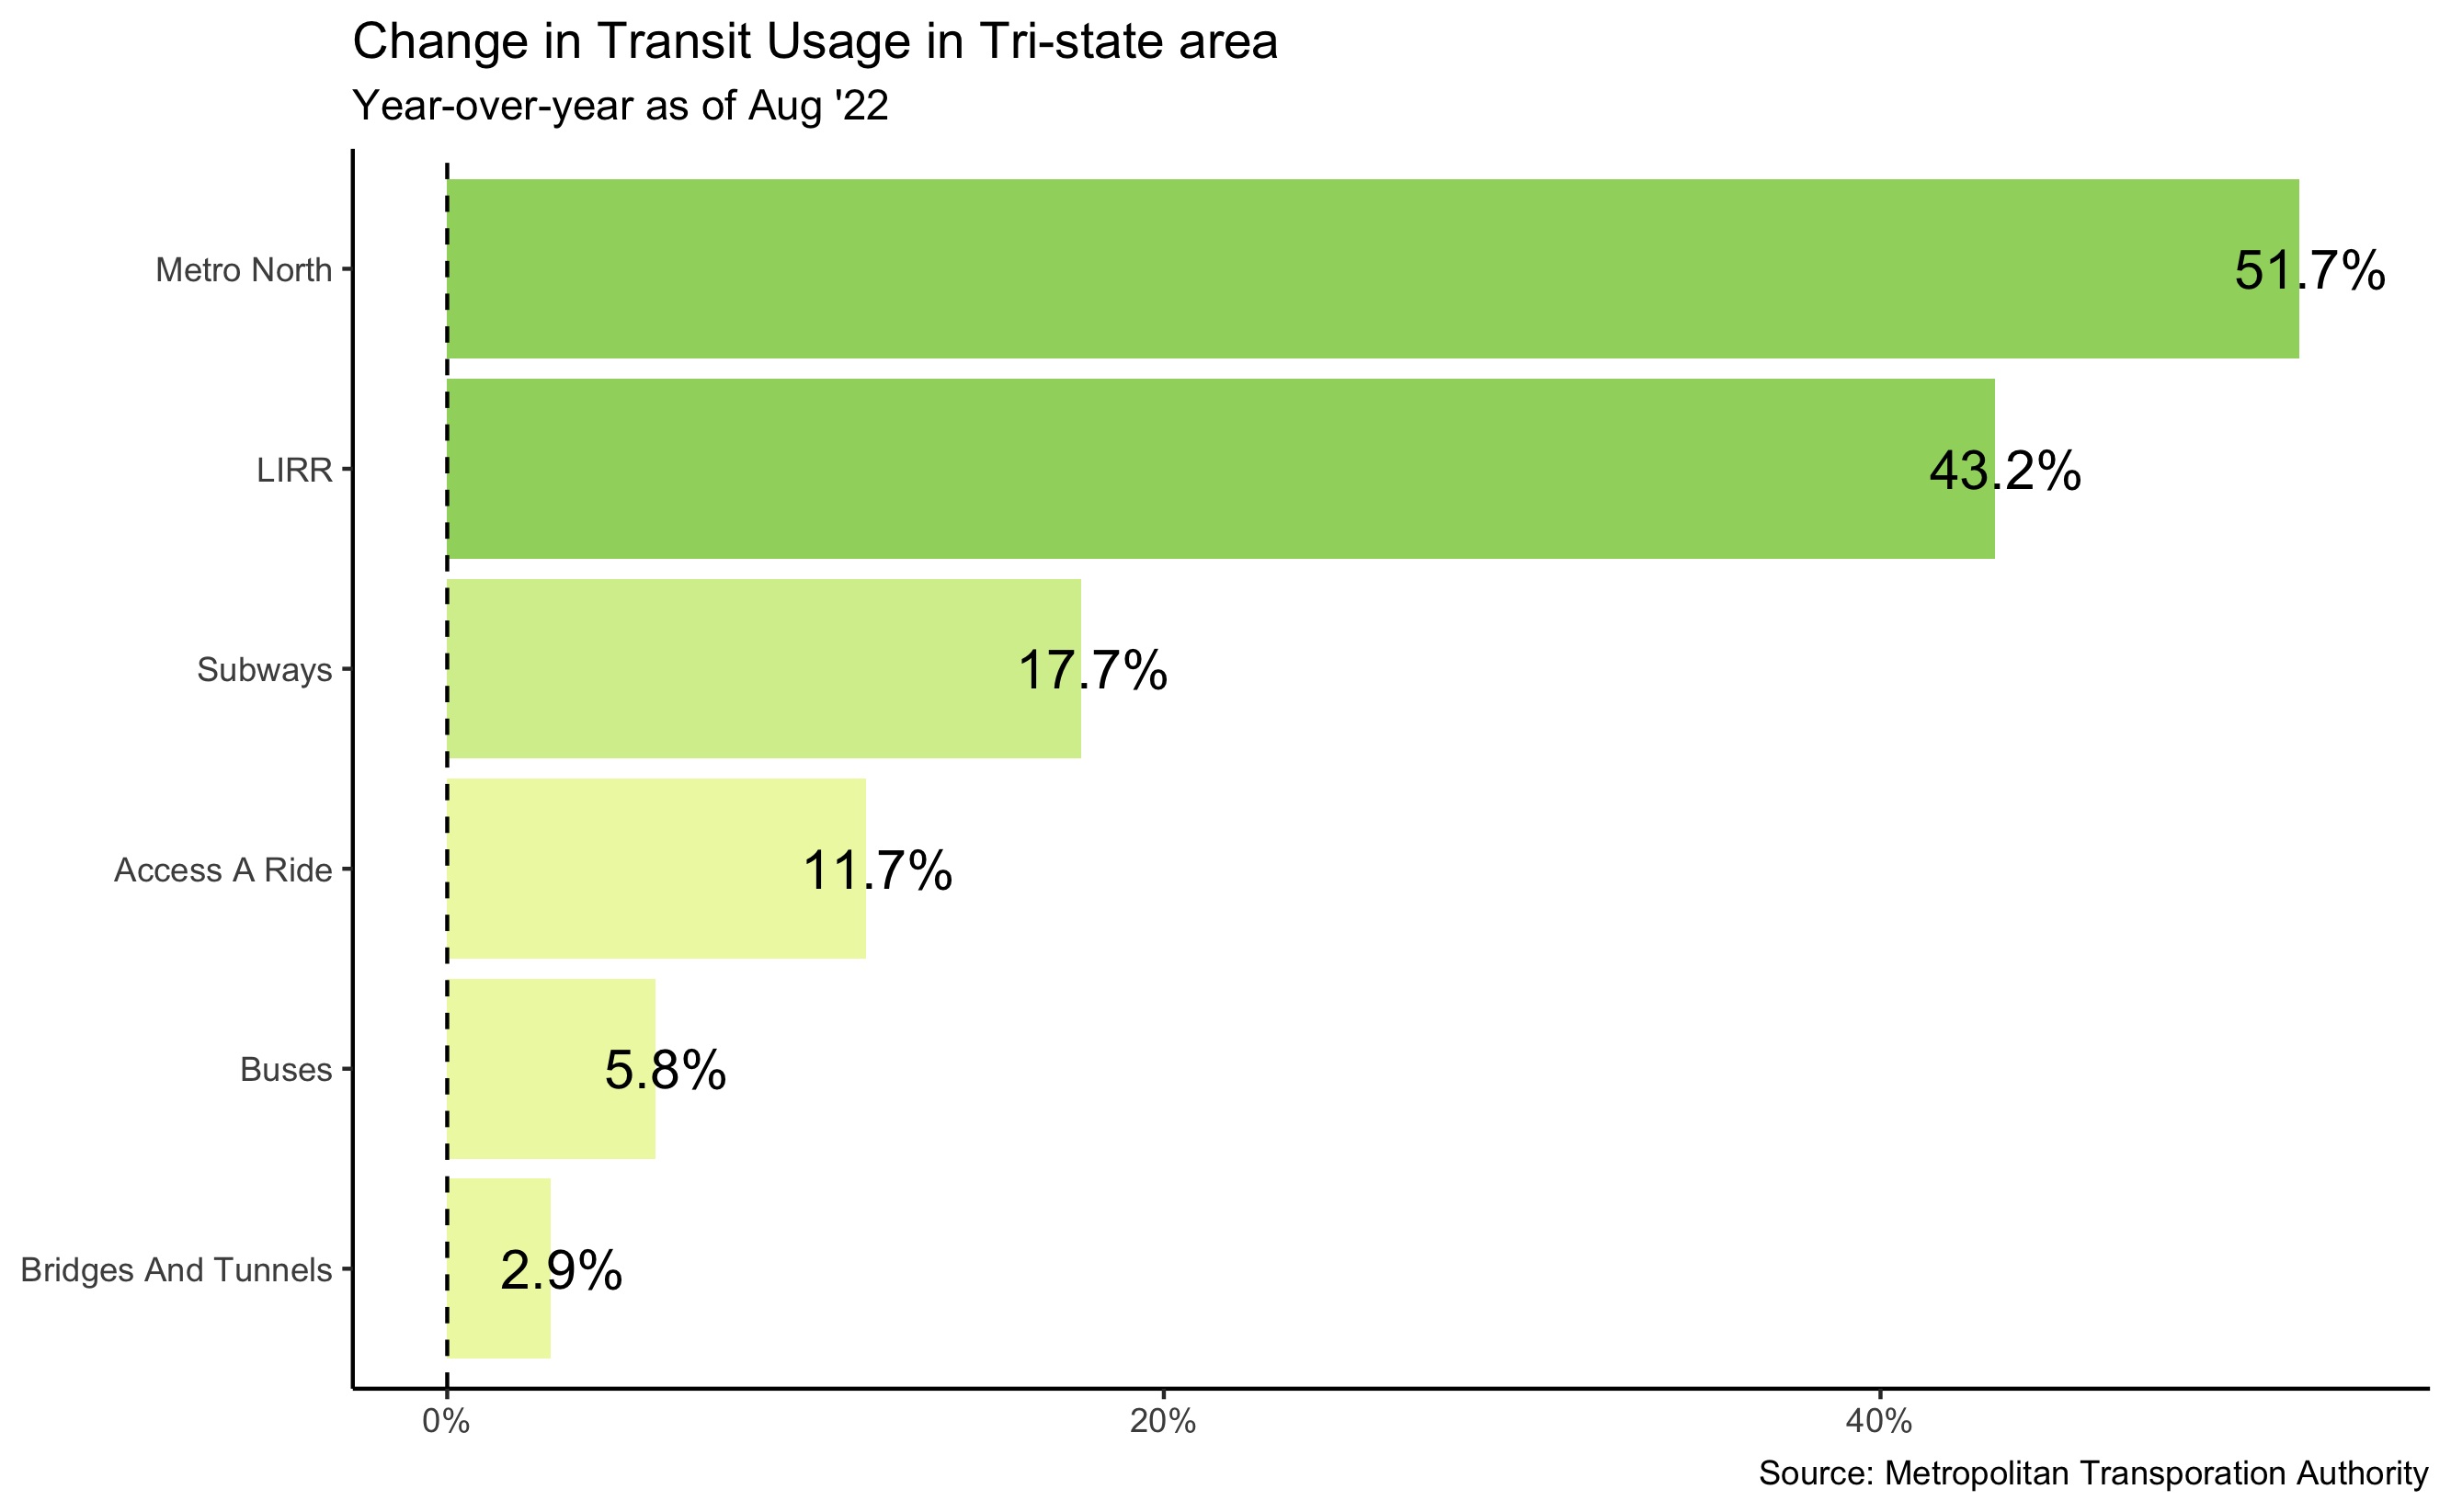 Change in Transit Usage in Tri-state area
Year-over-year as of Aug '22
Metro North
51.7%
LIRR
43.2%
Subways
17.7%
Access A Ride
11.7%
Buses
5.8%
Bridges And Tunnels
2.9%
0%
20%
40%
Source: Metropolitan Transporation Authority